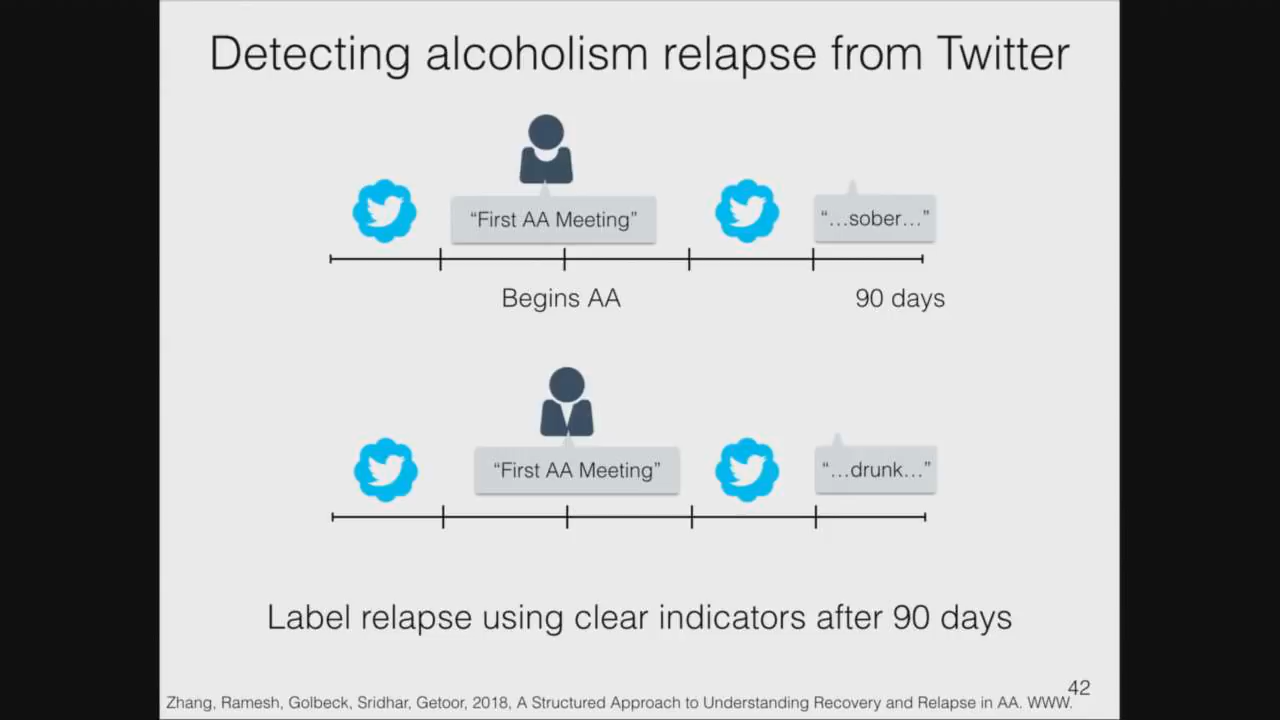 Detecting alcoholism relapse from Twitter
“First AA Meeting”
“...sober...”
Begins AA
90 days
“First AA Meeting”
“...drunk...”
Label relapse using clear indicators after 90 days
42
Zhang, Ramesh, Golbeck, Sridhar, Getoor, 2018, A Structured Approach to Understanding Recovery and Relapse in AA. WWW.